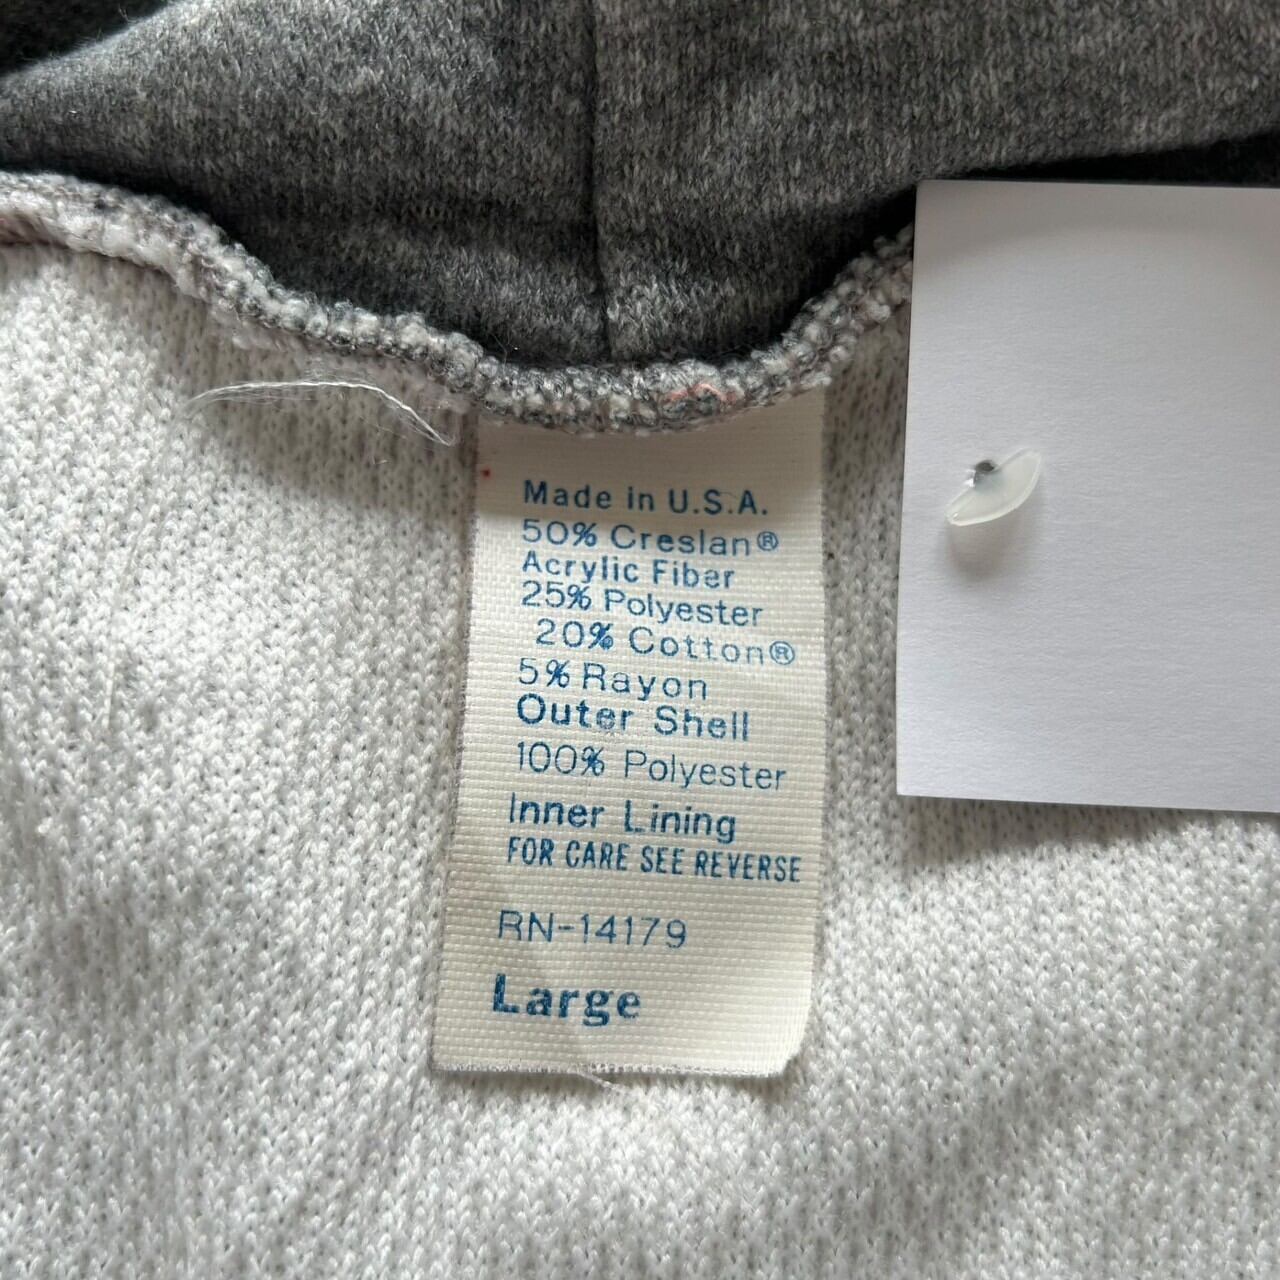 Made in U.S.A.
50% Creslan®
Acrylic Fiber
25% Polyester
20% Cotton®
5% Rayon
Outer Shell
100% Polyester
Inner Lining
FOR CARE SEE REVERSE
RN-14179
Large